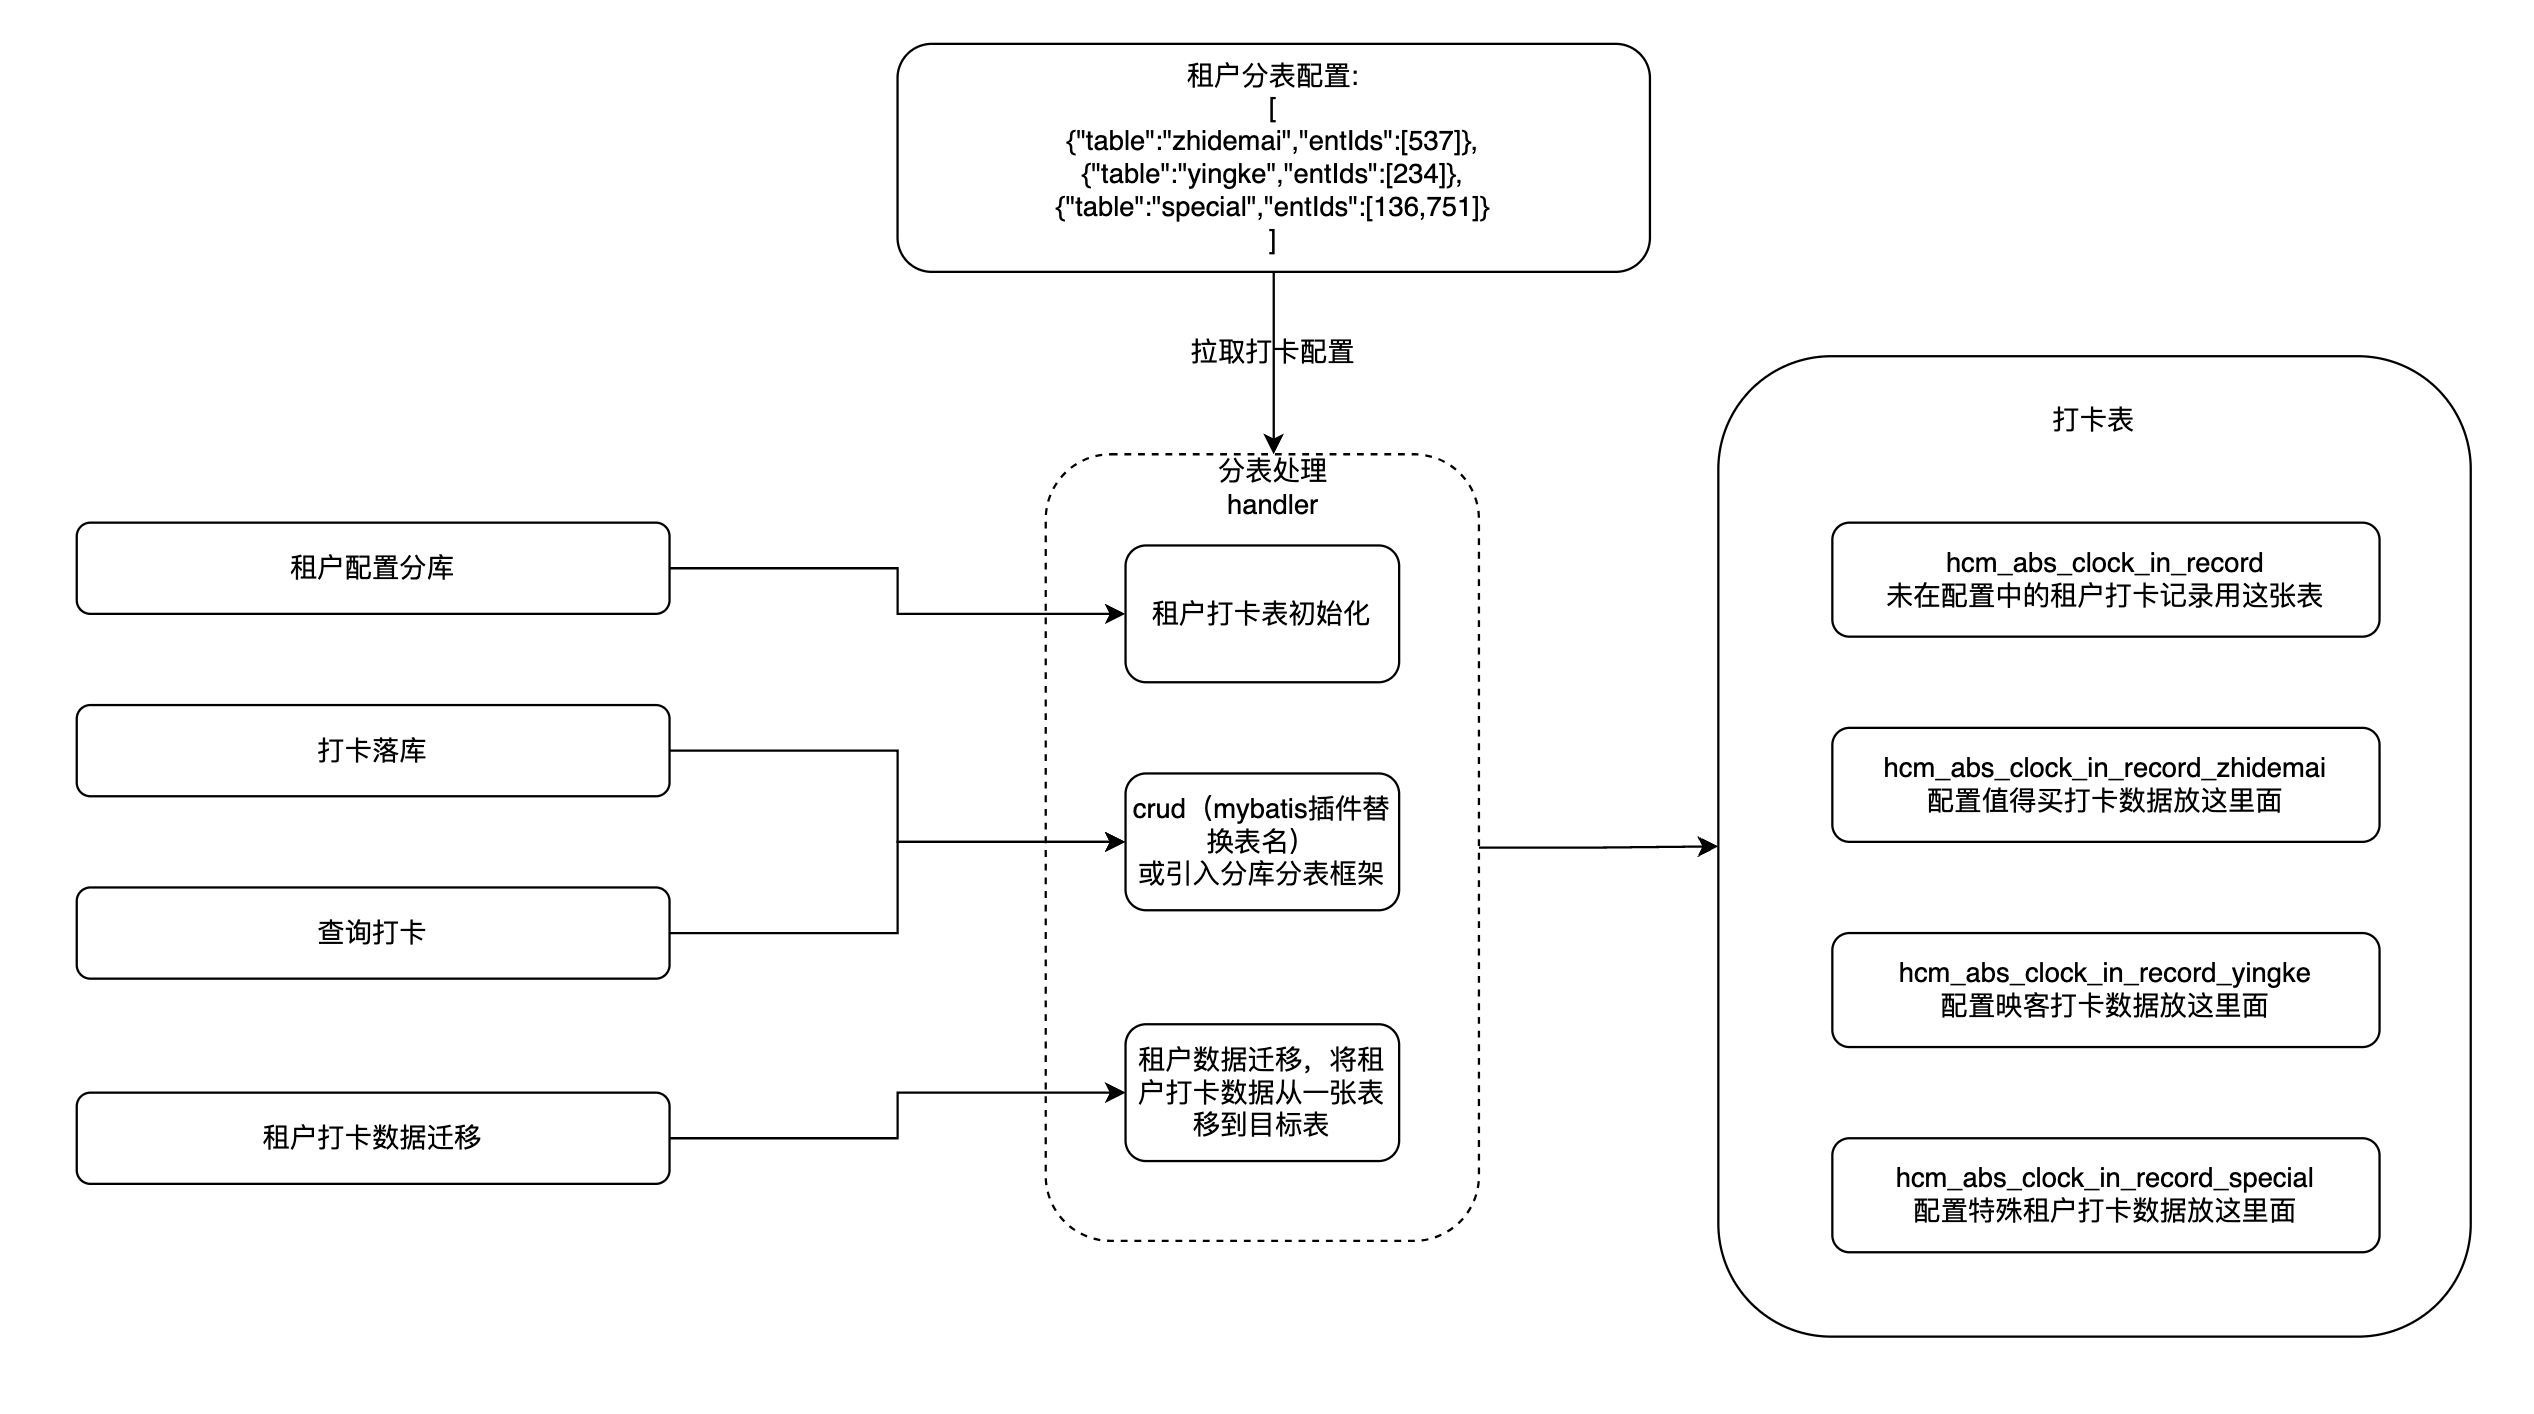 租户分表配置:
[
{"table":"zhidemai","entIds":[537]},
{"table":"yingke","entIds":[234]},
{"table":"special","entIds":[136,751]}
]
拉取打卡配置
分表处理
handler
租户配置分库
打卡落库
查询打卡
租户打卡数据迁移
租户打卡表初始化
crud（mybatis插件替
换表名）
或引入分库分表框架
租户数据迁移，将租
户打卡数据从一张表
移到目标表
打卡表
hcm_abs_clock_in_record
未在配置中的租户打卡记录用这张表
hcm_abs_clock_in_record_zhidemai
配置值得买打卡数据放这里面
hcm_abs_clock_in_record_yingke
配置映客打卡数据放这里面
hcm_abs_clock_in_record_special
配置特殊租户打卡数据放这里面